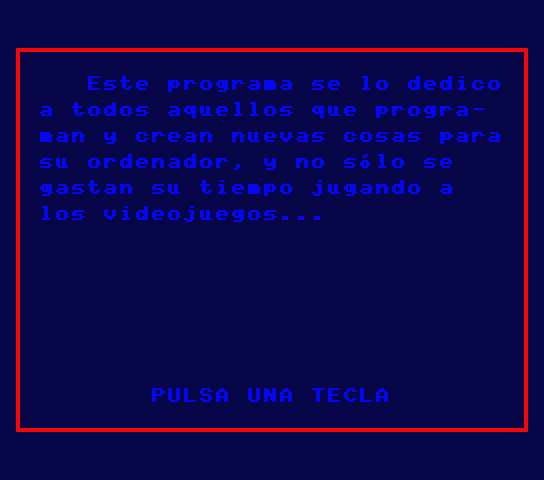 Este programa se lo dedico
a todos aquellos que progra-
man y crean nuevas cosas para
su ordenador, y no sólo se
gastan su tiempo jugando a
los videojuegos...
PULSA UNA TECLA